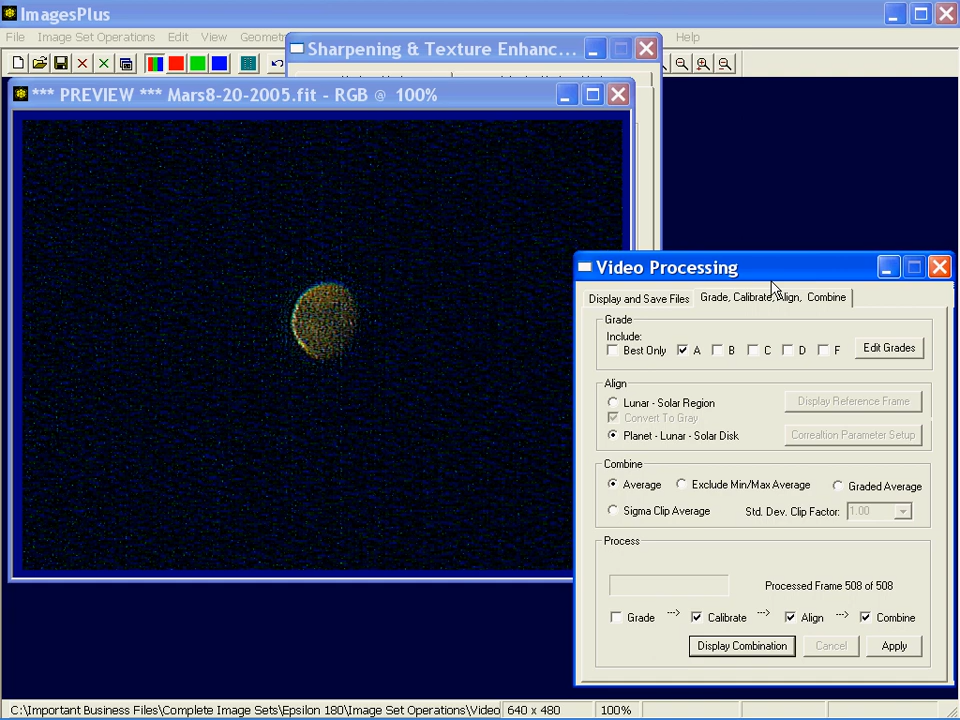 ImagesPlus
File Image Set Operations Edit View Help
Sharpening & Texture Enhanc...
*** PREVIEW *** Mars8-20-2005.fit - RGB @ 100%
Video Processing
Display and Save Files Grade, Calibrate, Align, Combine
Grade
Include:
Best Only A B C D F Edit Grades
Align
Lunar - Solar Region Display Reference Frame
Convert To Gray
Planet - Lunar - Solar Disk Correaltion Parameter Setup
Combine
Average Exclude Min/Max Average Graded Average
Sigma Clip Average Std. Dev. Clip Factor: 1.00
Process
Processed Frame 508 of 508
Grade --> Calibrate --> Align --> Combine
Display Combination Cancel Apply
C:\Important Business Files\Complete Image Sets\Epsilon 180\Image Set Operations\Video 640 x 480 100%